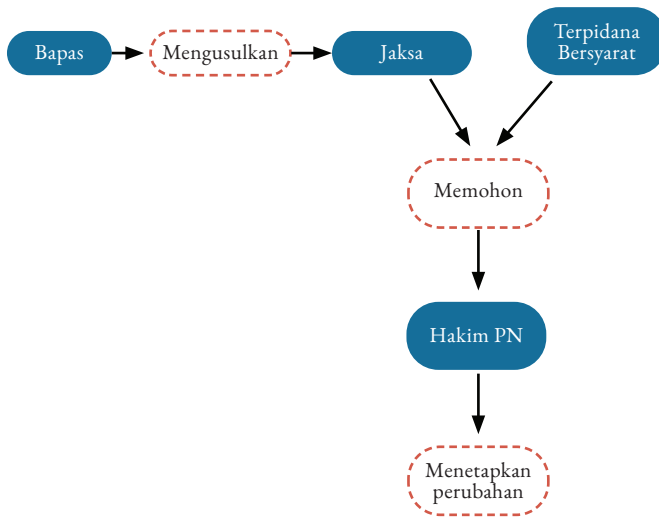 Bapas
Mengusulkan
Jaksa
Terpidana
Bersyarat
Memohon
Hakim PN
Menetapkan
perubahan